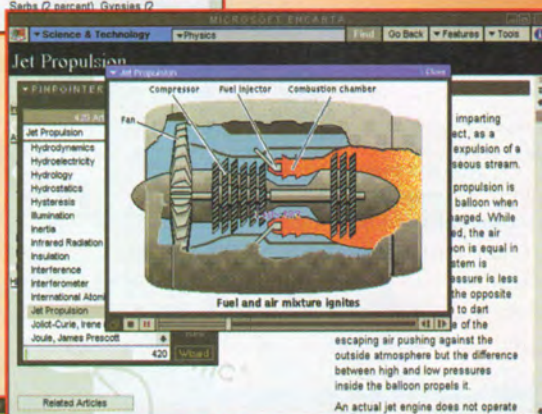 Serbs (2 percent), Gypsies (2
MICROSOFT ENCARTA
Science & Technology
Physics
Find
Go Back
Features
Tools
Jet Propulsion
PINPOINTER
Jet Propulsion
Close
Compressor
Fuel injector
Combustion chamber
Fan
Fuel and air mixture ignites
Jet Propulsion
Hydrodynamics
Hydroelectricity
Hydrology
Hydrostatics
Hysteresis
Illumination
Inertia
Infrared Radiation
Insulation
Interference
Interferometer
International Atomi
Jet Propulsion
Joliot-Curie, Irene
Joule, James Prescott
420
Wizard
Related Articles
imparting
ect, as a
expulsion of a
seous stream.
propulsion is
balloon when
arged. While
ed, the air
on is equal in
stem is
essure is less
the opposite
n to dart
e of the
escaping air pushing against the
outside atmosphere but the difference
between high and low pressures
inside the balloon propels it.
An actual jet engine does not operate